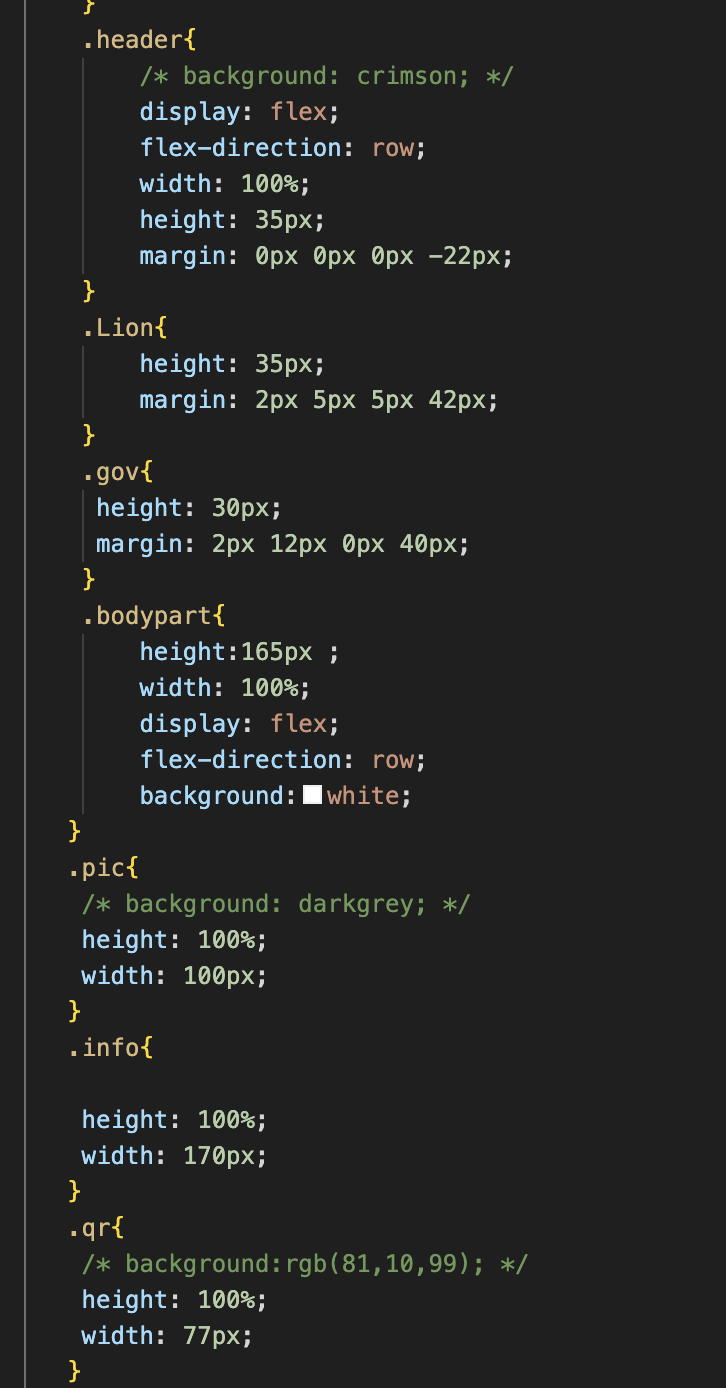 }
.header{
/* background: crimson; */
display: flex;
flex-direction: row;
width: 100%;
height: 35px;
margin: 0px 0px 0px -22px;
}
.Lion{
height: 35px;
margin: 2px 5px 5px 42px;
}
.gov{
height: 30px;
margin: 2px 12px 0px 40px;
}
.bodypart{
height:165px ;
width: 100%;
display: flex;
flex-direction: row;
background:white;
}
.pic{
/* background: darkgrey; */
height: 100%;
width: 100px;
}
.info{
height: 100%;
width: 170px;
}
.qr{
/* background:rgb(81,10,99); */
height: 100%;
width: 77px;
}